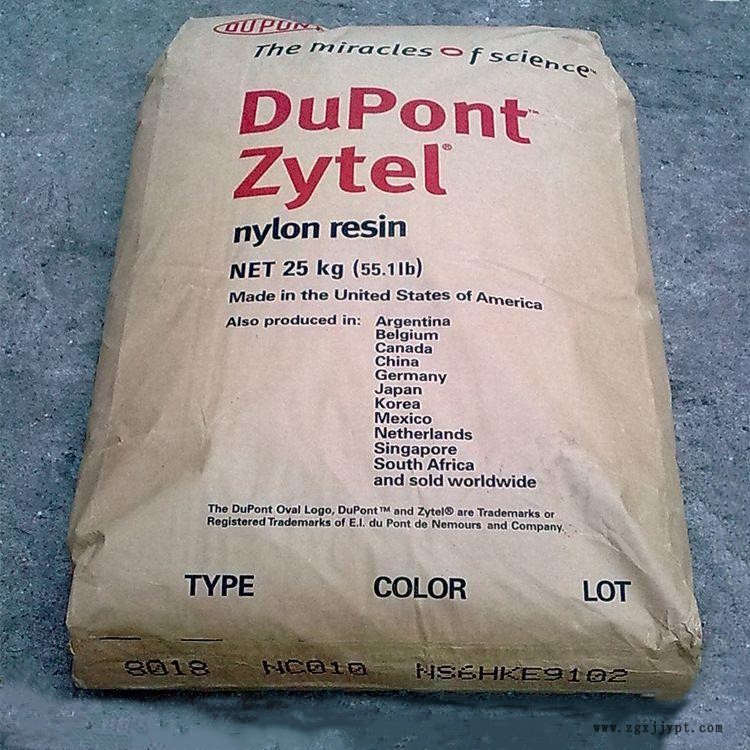 DUPONT
The miracles of science™
DuPont™
Zytel®
nylon resin
NET 25 kg (55.1lb)
Made in the United States of America
Also produced in: Argentina
Belgium
Canada
China
Germany
Japan
Korea
Mexico
Netherlands
Singapore
South Africa
and sold worldwide
The DuPont Oval Logo, DuPont™ and Zytel® are Trademarks or
Registered Trademarks of E.I. du Pont de Nemours and Company.
TYPE COLOR LOT
8018 NC010 NS6HKE9102
www.zgxjjypt.com